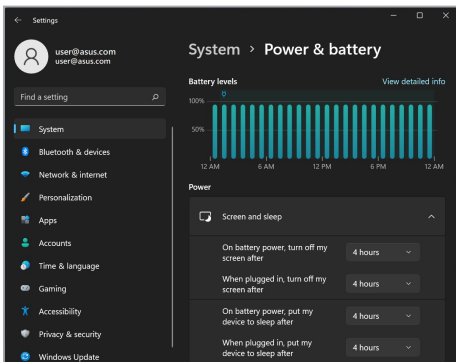 Settings
user@asus.com
user@asus.com
Find a setting
System
Bluetooth & devices
Network & internet
Personalization
Apps
Accounts
Time & language
Gaming
Accessibility
Privacy & security
Windows Update
System > Power & battery
Battery levels
View detailed info
100%
50%
12 AM 6 AM 12 PM 6 PM 12 AM
Power
Screen and sleep
On battery power, turn off my
screen after
4 hours
When plugged in, turn off my
screen after
4 hours
On battery power, put my
device to sleep after
4 hours
When plugged in, put my
device to sleep after
4 hours